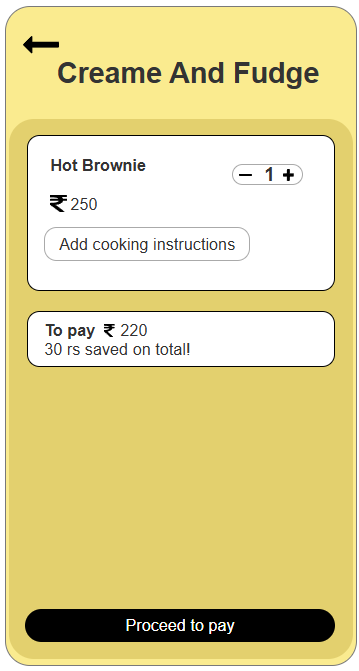 Creame And Fudge
Hot Brownie
− 1 +
₹ 250
Add cooking instructions
To pay ₹ 220
30 rs saved on total!
Proceed to pay